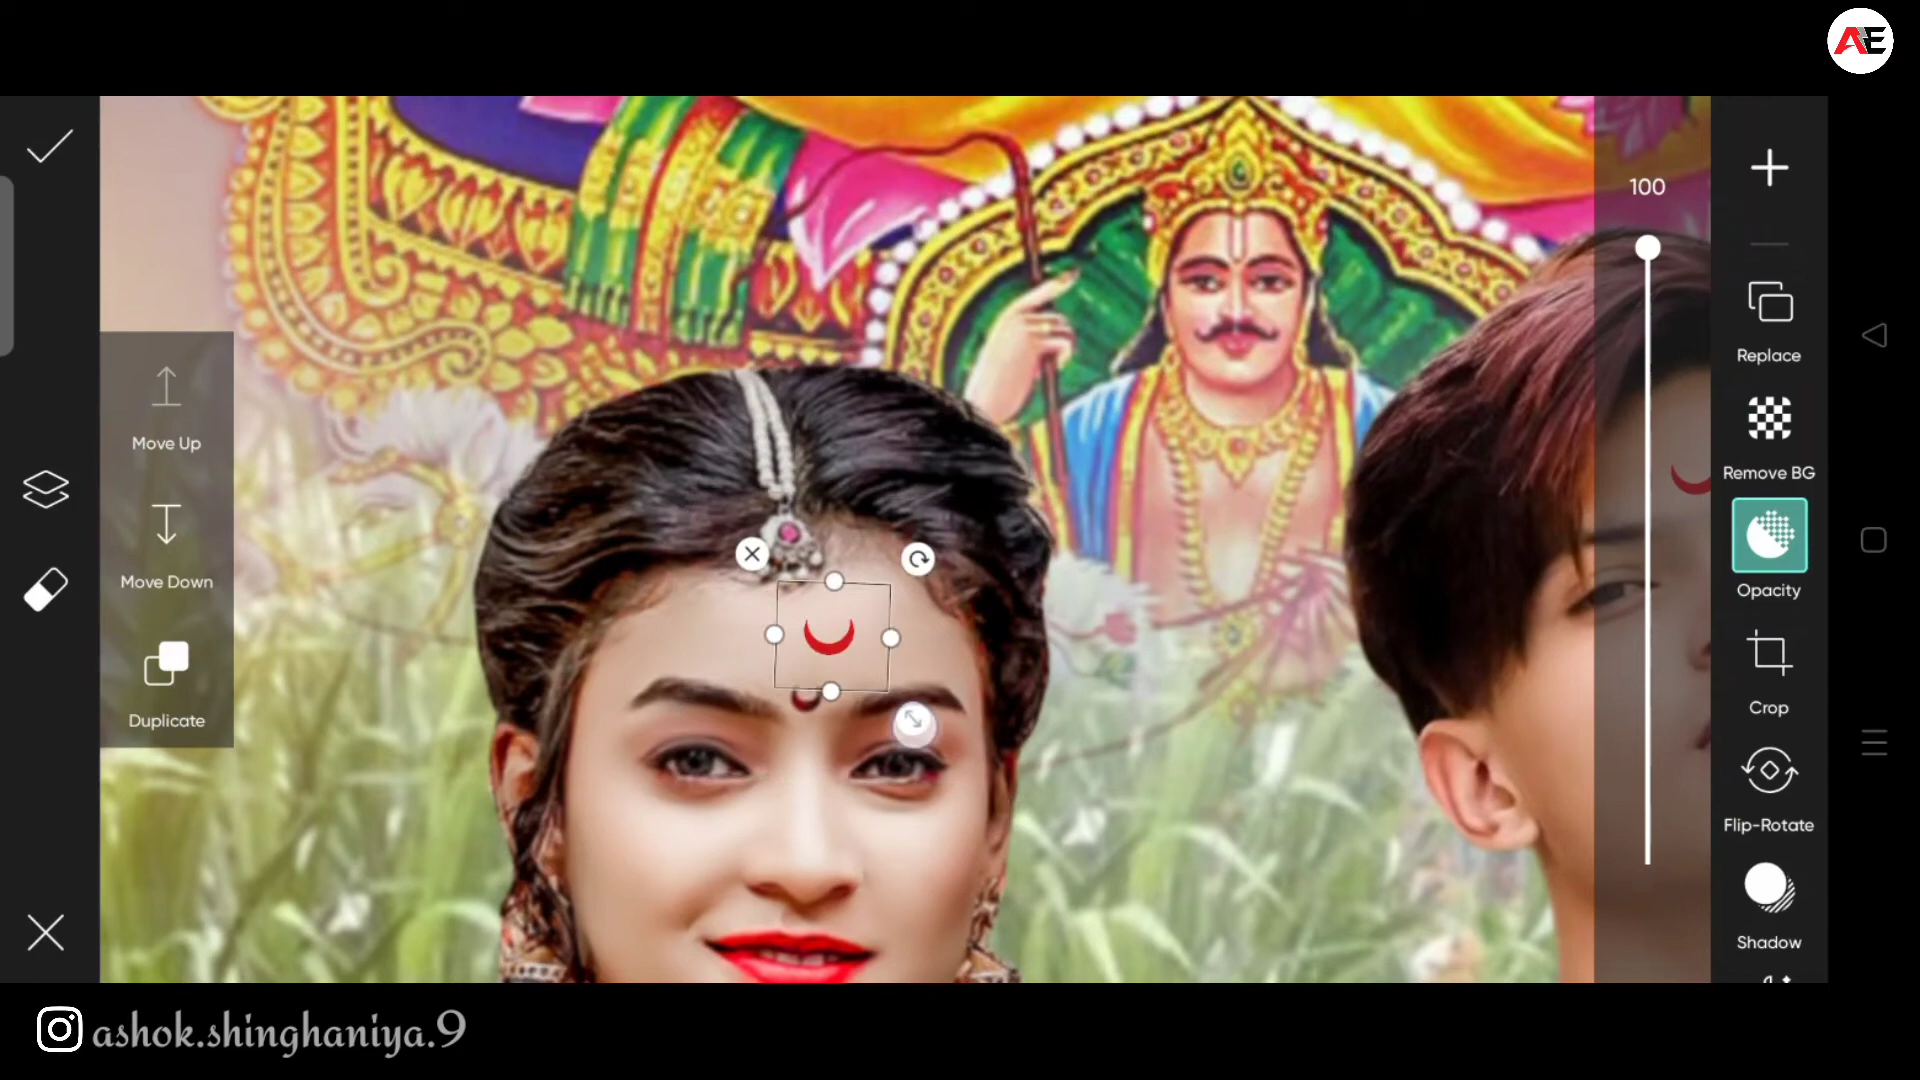 AE
100
Replace
Move Up
Remove BG
Move Down
Opacity
Duplicate
Crop
Flip-Rotate
Shadow
ashok.shinghaniya.9